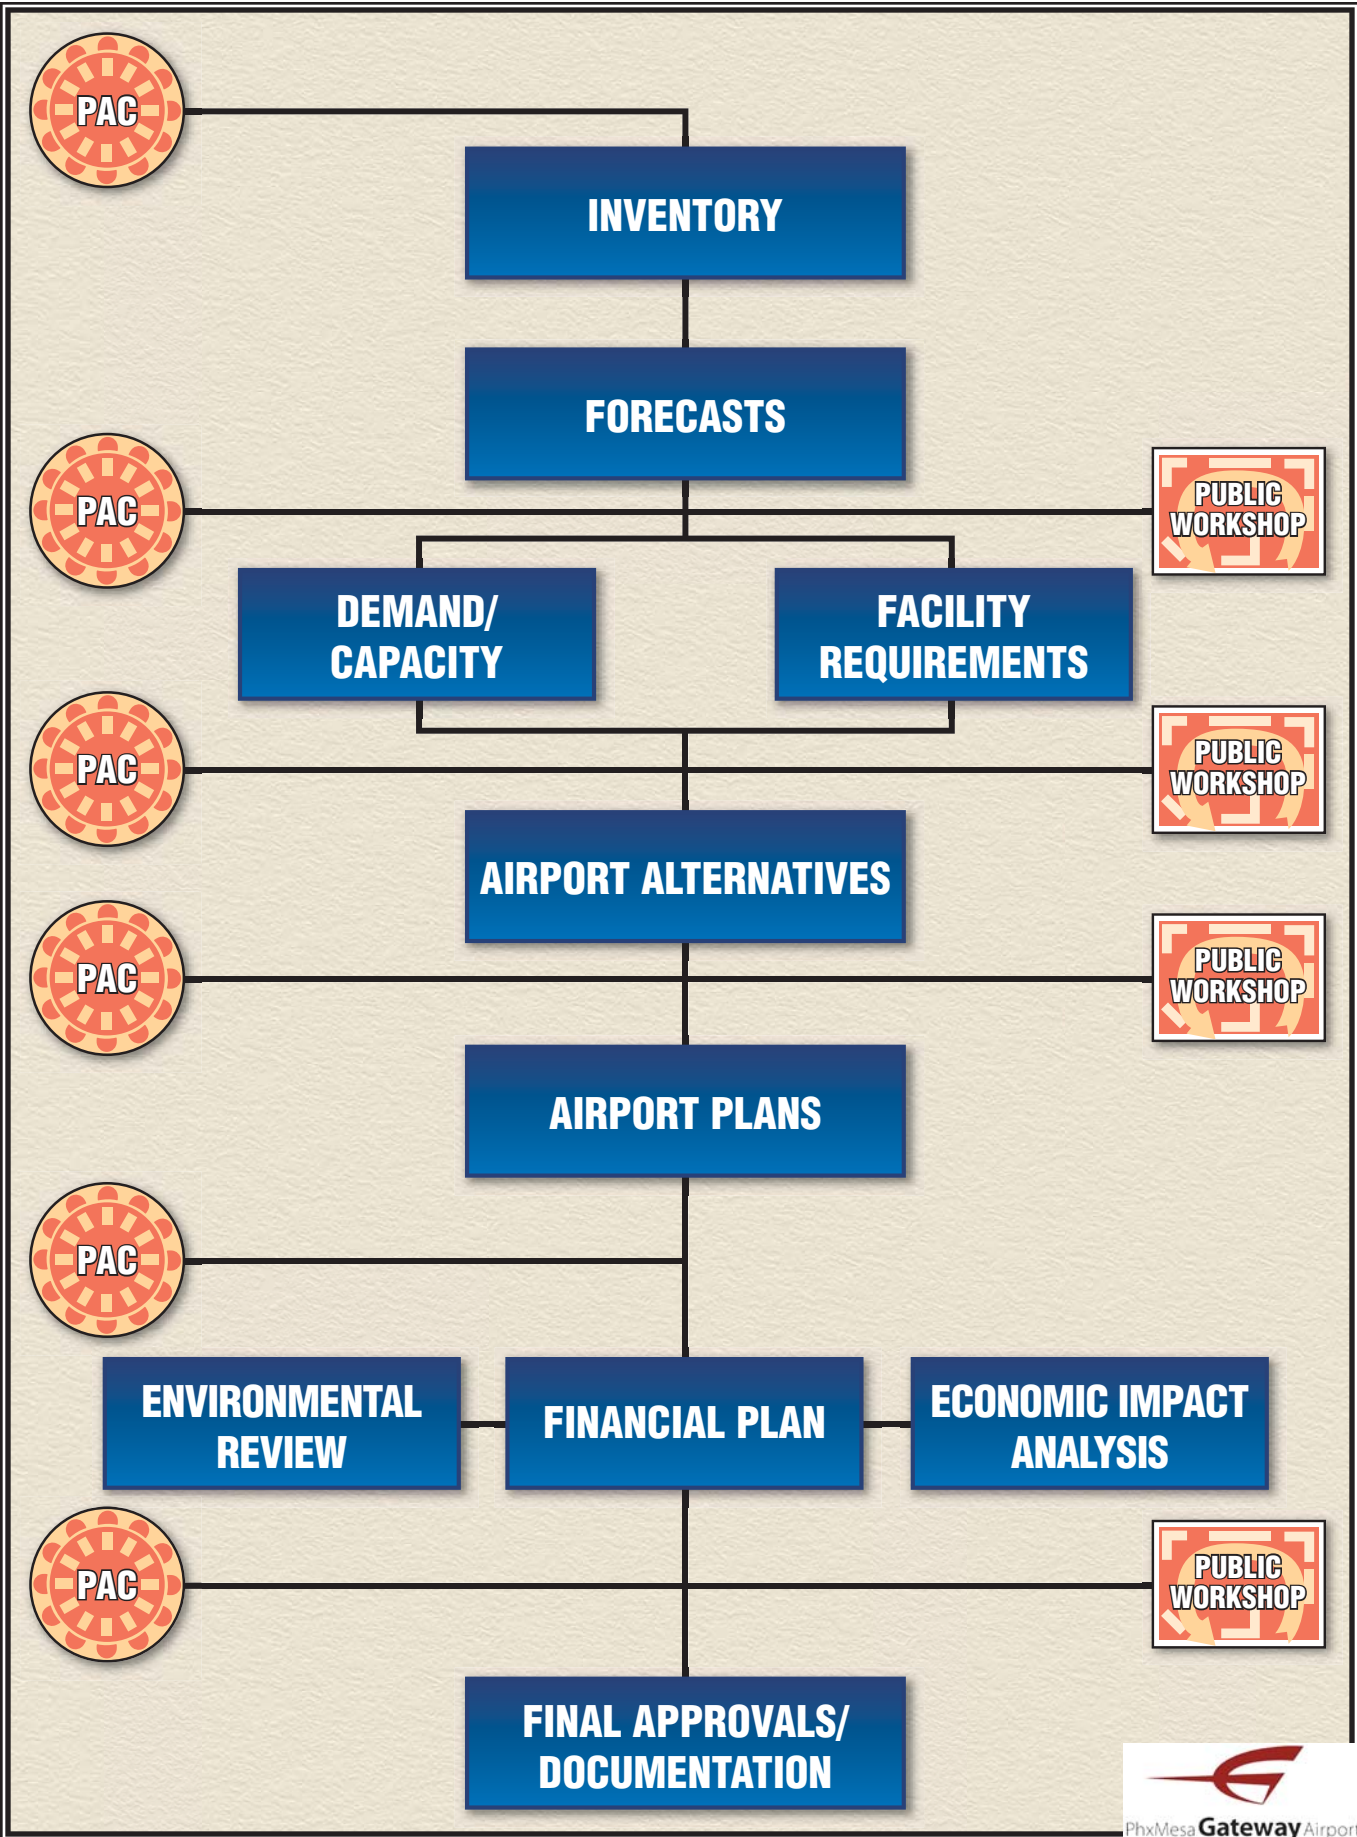 PAC
INVENTORY
FORECASTS
PAC
PUBLIC
WORKSHOP
DEMAND/
CAPACITY
FACILITY
REQUIREMENTS
PAC
PUBLIC
WORKSHOP
AIRPORT ALTERNATIVES
PAC
PUBLIC
WORKSHOP
AIRPORT PLANS
PAC
ENVIRONMENTAL
REVIEW
FINANCIAL PLAN
ECONOMIC IMPACT
ANALYSIS
PAC
PUBLIC
WORKSHOP
FINAL APPROVALS/
DOCUMENTATION
PhxMesa Gateway Airport